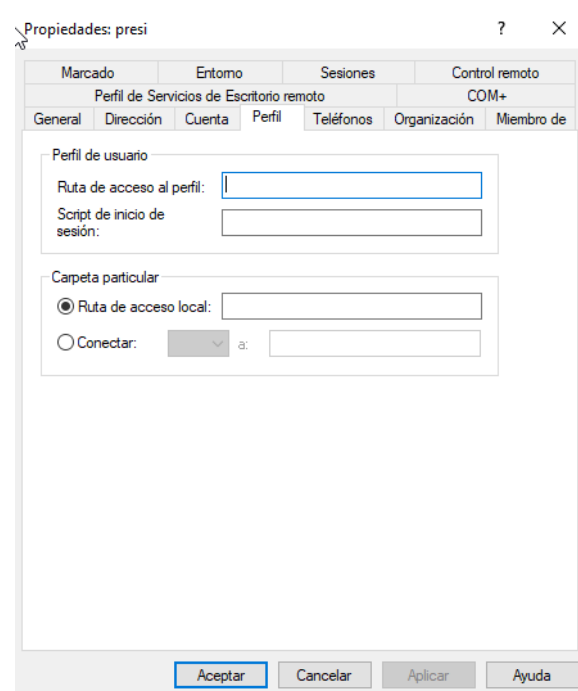 Propiedades: presi ? ✕
Marcado Entorno Sesiones Control remoto
Perfil de Servicios de Escritorio remoto COM+
General Dirección Cuenta Perfil Teléfonos Organización Miembro de
Perfil de usuario
Ruta de acceso al perfil:
Script de inicio de
sesión:
Carpeta particular
Ruta de acceso local:
Conectar: a:
Aceptar Cancelar Aplicar Ayuda